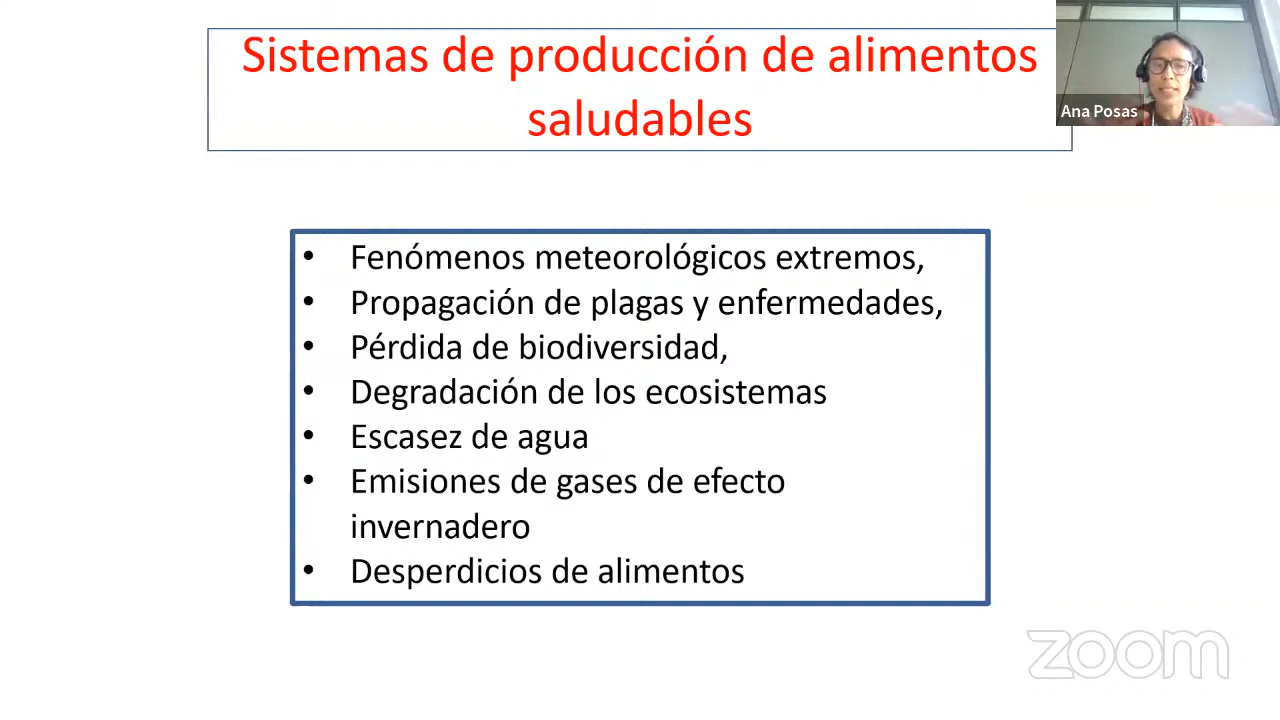 Sistemas de producción de alimentos
saludables
Ana Posas
• Fenómenos meteorológicos extremos,
• Propagación de plagas y enfermedades,
• Pérdida de biodiversidad,
• Degradación de los ecosistemas
• Escasez de agua
• Emisiones de gases de efecto
invernadero
• Desperdicios de alimentos
zoom